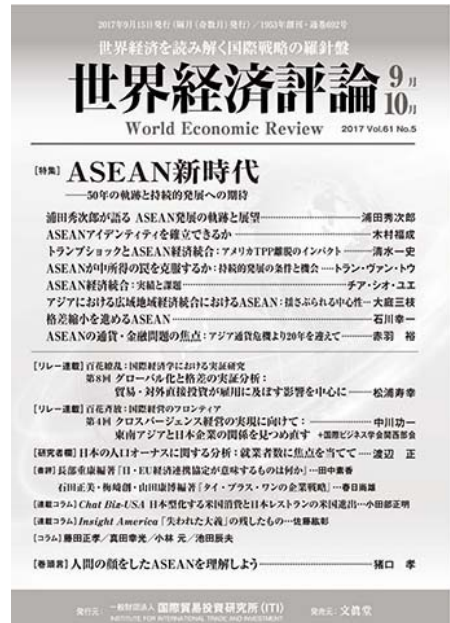 2017年9月15日発行(隔月(奇数月)発行)/1953年創刊・通巻692号
世界経済を読み解く国際戦略の羅針盤
世界経済評論 9月10月
World Economic Review 2017 Vol.61 No.5
[特集] ASEAN新時代
——50年の軌跡と持続的発展への期待
浦田秀次郎が語る ASEAN発展の軌跡と展望……浦田秀次郎
ASEANアイデンティティを確立できるか……木村福成
トランプショックとASEAN経済統合:アメリカTPP離脱のインパクト……清水一史
ASEANが中所得の罠を克服するか:持続的発展の条件と機会……トラン・ヴァン・トウ
ASEAN経済統合:実績と課題……チア・シオ・ユエ
アジアにおける広域地域経済統合におけるASEAN:揺さぶられる中心性…大庭三枝
格差縮小を進めるASEAN……石川幸一
ASEANの通貨・金融問題の焦点:アジア通貨危機より20年を迎えて……赤羽 裕
[リレー連載] 百花繚乱:国際経済学における実証研究
第8回 グローバル化と格差の実証分析:
貿易・対外直接投資が雇用に及ぼす影響を中心に……松浦寿幸
[リレー連載] 百花斉放:国際経営のフロンティア
第4回 クロスバージェンス経営の実現に向けて:……中川功一
東南アジアと日本企業の関係を見つめ直す +国際ビジネス学会関西部会
[研究者欄] 日本の人口オーナスに関する分析:就業者数に焦点を当てて……渡辺 正
[書評] 長部重康編著『日・EU経済連携協定が意味するものは何か』…田中素香
石田正美・梅﨑創・山田康博編著『タイ・プラス・ワンの企業戦略』…春日尚雄
[連載コラム] Chat Biz-USA 日本型化する米国消費と日本レストランの米国進出…小田部正明
[連載コラム] Insight America 「失われた大義」の残したもの…佐藤紘彰
[コラム] 藤田正孝/真田幸光/小林 元/池田辰夫
[巻頭言] 人間の顔をしたASEANを理解しよう……猪口 孝
発行元: 一般財団法人 国際貿易投資研究所(ITI) 発売元: 文眞堂
INSTITUTE FOR INTERNATIONAL TRADE AND INVESTMENT